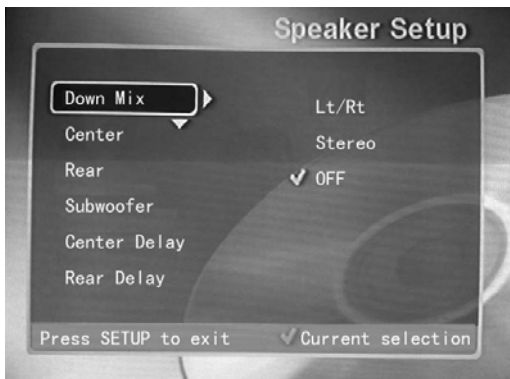 Speaker Setup
Down Mix
Center
Rear
Subwoofer
Center Delay
Rear Delay
Lt/Rt
Stereo
OFF
Press SETUP to exit
Current selection